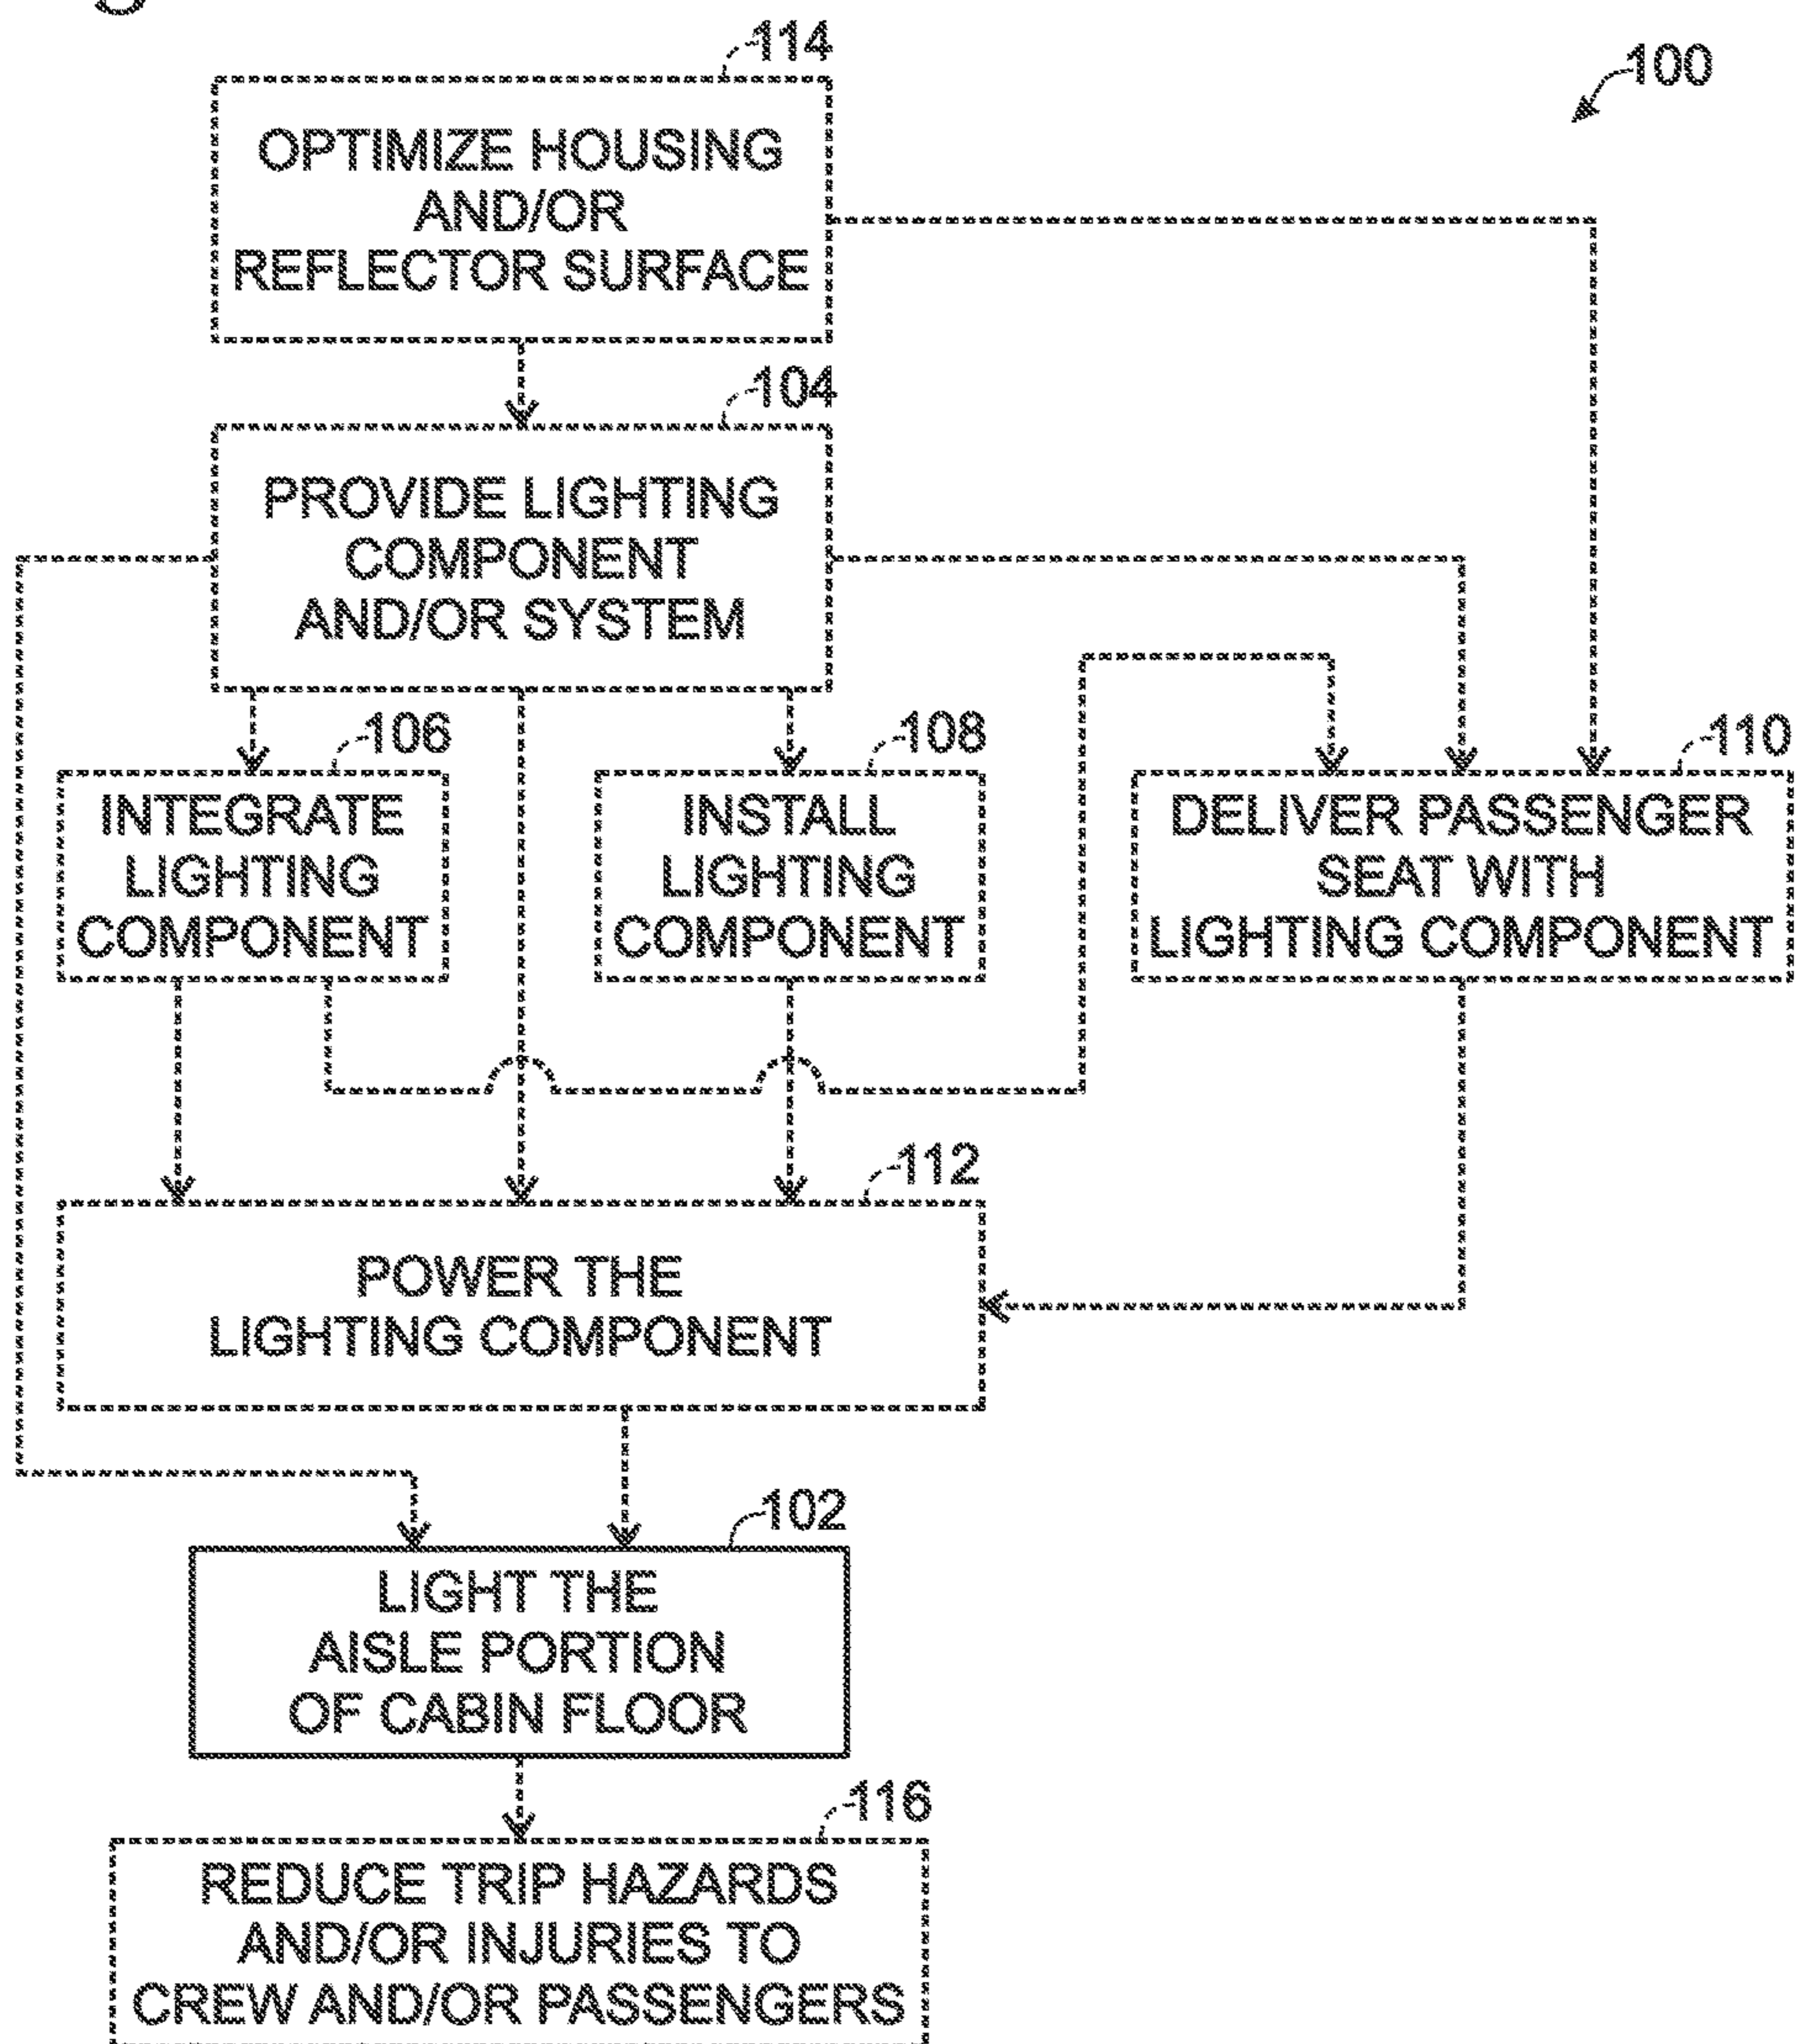 114
100
OPTIMIZE HOUSING
AND/OR
REFLECTOR SURFACE
104
PROVIDE LIGHTING
COMPONENT
AND/OR SYSTEM
106
INTEGRATE
LIGHTING
COMPONENT
108
INSTALL
LIGHTING
COMPONENT
110
DELIVER PASSENGER
SEAT WITH
LIGHTING COMPONENT
112
POWER THE
LIGHTING COMPONENT
102
LIGHT THE
AISLE PORTION
OF CABIN FLOOR
116
REDUCE TRIP HAZARDS
AND/OR INJURIES TO
CREW AND/OR PASSENGERS